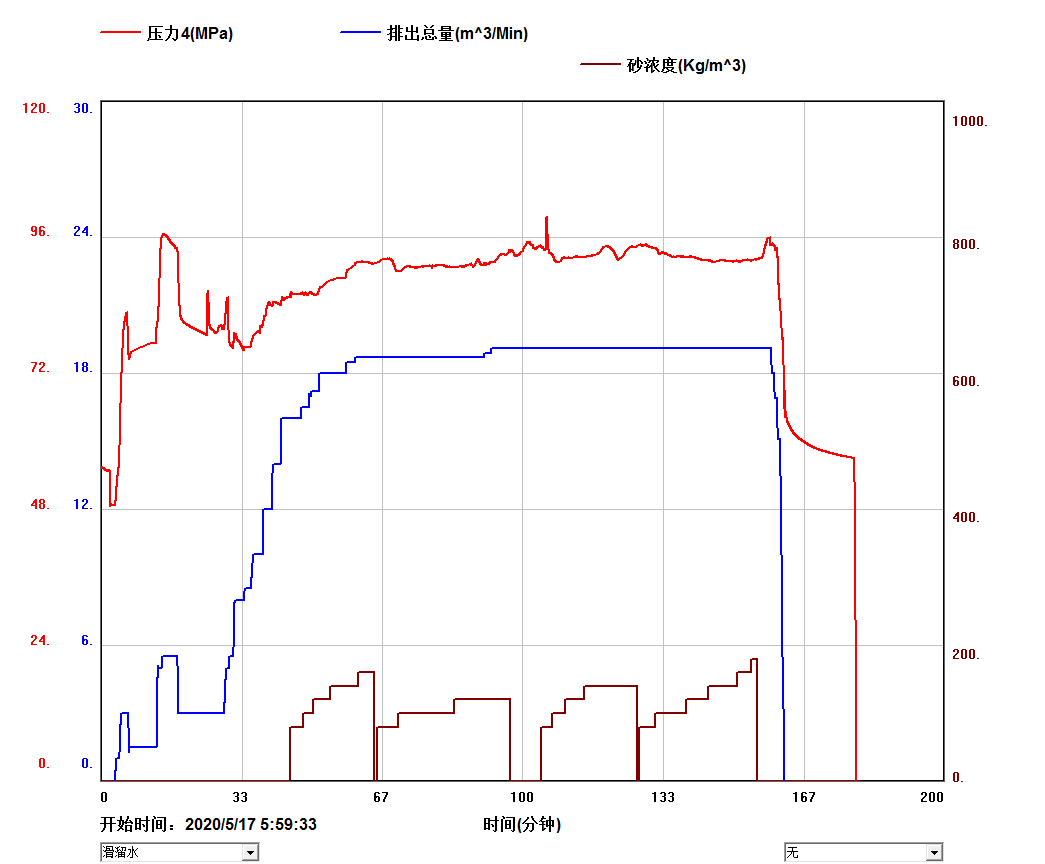 压力4(MPa) 排出总量(m^3/Min)
砂浓度(Kg/m^3)
120. 30. 1000.
96. 24. 800.
72. 18. 600.
48. 12. 400.
24. 6. 200.
0. 0. 0.
0 33 67 100 133 167 200
开始时间：2020/5/17 5:59:33 时间(分钟)
滑溜水 无